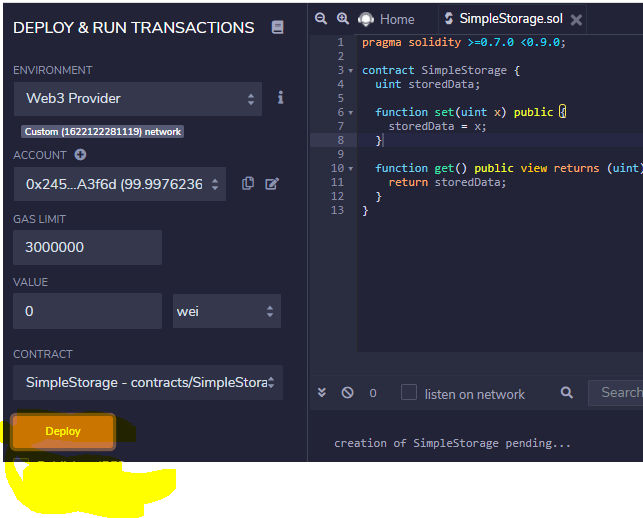 DEPLOY & RUN TRANSACTIONS
ENVIRONMENT
Web3 Provider
Custom (1622122281119) network
ACCOUNT
0x245...A3f6d (99.9976236
GAS LIMIT
3000000
VALUE
0 wei
CONTRACT
SimpleStorage - contracts/SimpleStora
Deploy
Home SimpleStorage.sol
1 pragma solidity >=0.7.0 <0.9.0;
2
3 contract SimpleStorage {
4 uint storedData;
5
6 function set(uint x) public {
7 storedData = x;
8 }
9
10 function get() public view returns (uint)
11 return storedData;
12 }
13 }
0 listen on network Search
creation of SimpleStorage pending...